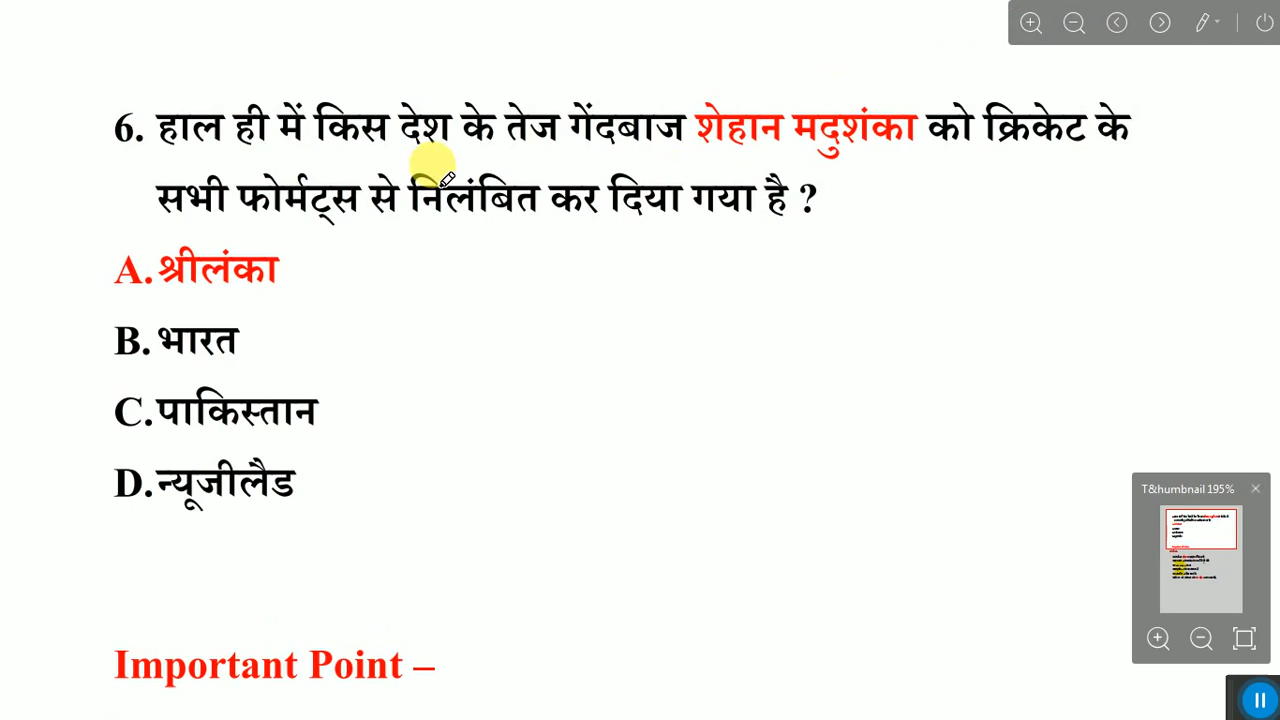 6. हाल ही में किस देश के तेज गेंदबाज शेहान मदुशंका को क्रिकेट के
सभी फोर्मट्स से निलंबित कर दिया गया है ?
A. श्रीलंका
B. भारत
C. पाकिस्तान
D. न्यूजीलैड
Important Point –
T&humbnail 195%